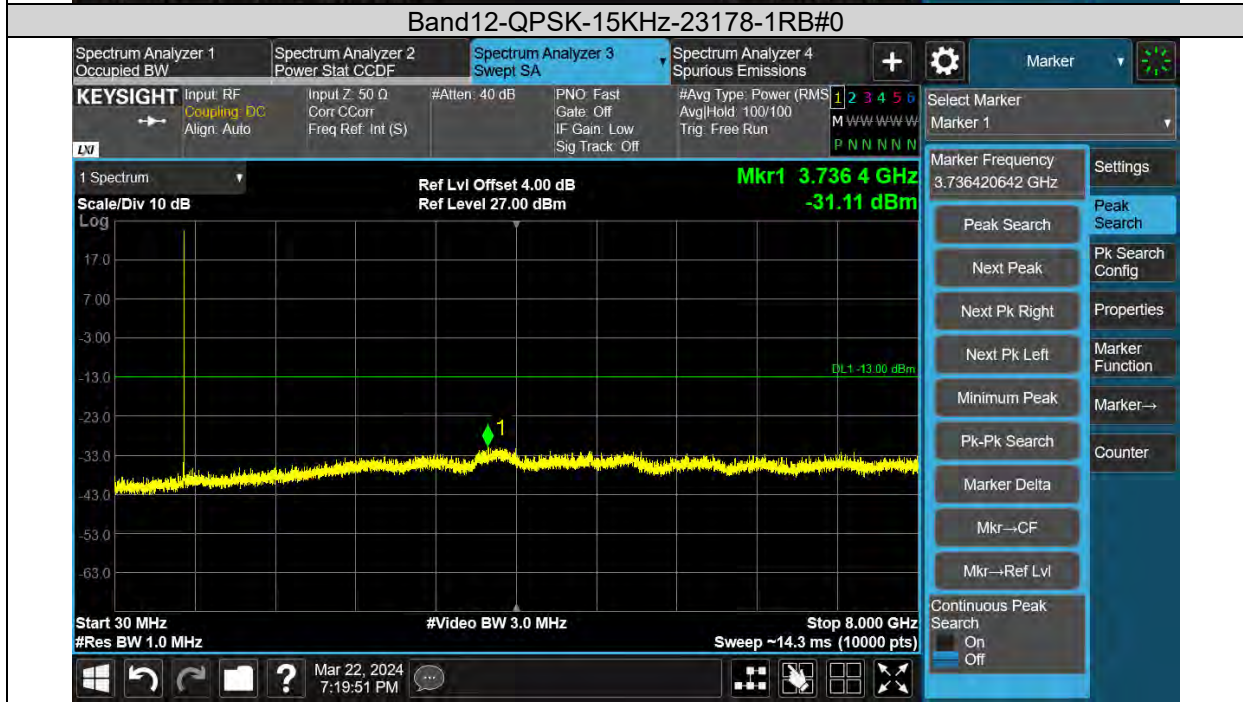 Band12-QPSK-15KHz-23178-1RB#0
Spectrum Analyzer 1
Occupied BW
Spectrum Analyzer 2
Power Stat CCDF
Spectrum Analyzer 3
Swept SA
Spectrum Analyzer 4
Spurious Emissions
+
Marker
KEYSIGHT
LXI
Input: RF
Coupling: DC
Align: Auto
Input Z: 50 Ω
Corr CCorr
Freq Ref: Int (S)
#Atten: 40 dB
PNO: Fast
Gate: Off
IF Gain: Low
Sig Track: Off
#Avg Type: Power (RMS
Avg|Hold: 100/100
Trig: Free Run
1 2 3 4 5 6
M W W W W W
P N N N N N
Select Marker
Marker 1
1 Spectrum
Scale/Div 10 dB
Log
Ref Lvl Offset 4.00 dB
Ref Level 27.00 dBm
Mkr1 3.736 4 GHz
-31.11 dBm
17.0
7.00
-3.00
-13.0
-23.0
-33.0
-43.0
-53.0
-63.0
DL1 -13.00 dBm
1
Start 30 MHz
#Res BW 1.0 MHz
#Video BW 3.0 MHz
Stop 8.000 GHz
Sweep ~14.3 ms (10000 pts)
Marker Frequency
3.736420642 GHz
Peak Search
Next Peak
Next Pk Right
Next Pk Left
Minimum Peak
Pk-Pk Search
Marker Delta
Mkr→CF
Mkr→Ref Lvl
Continuous Peak
Search
On
Off
Settings
Peak
Search
Pk Search
Config
Properties
Marker
Function
Marker→
Counter
?
Mar 22, 2024
7:19:51 PM